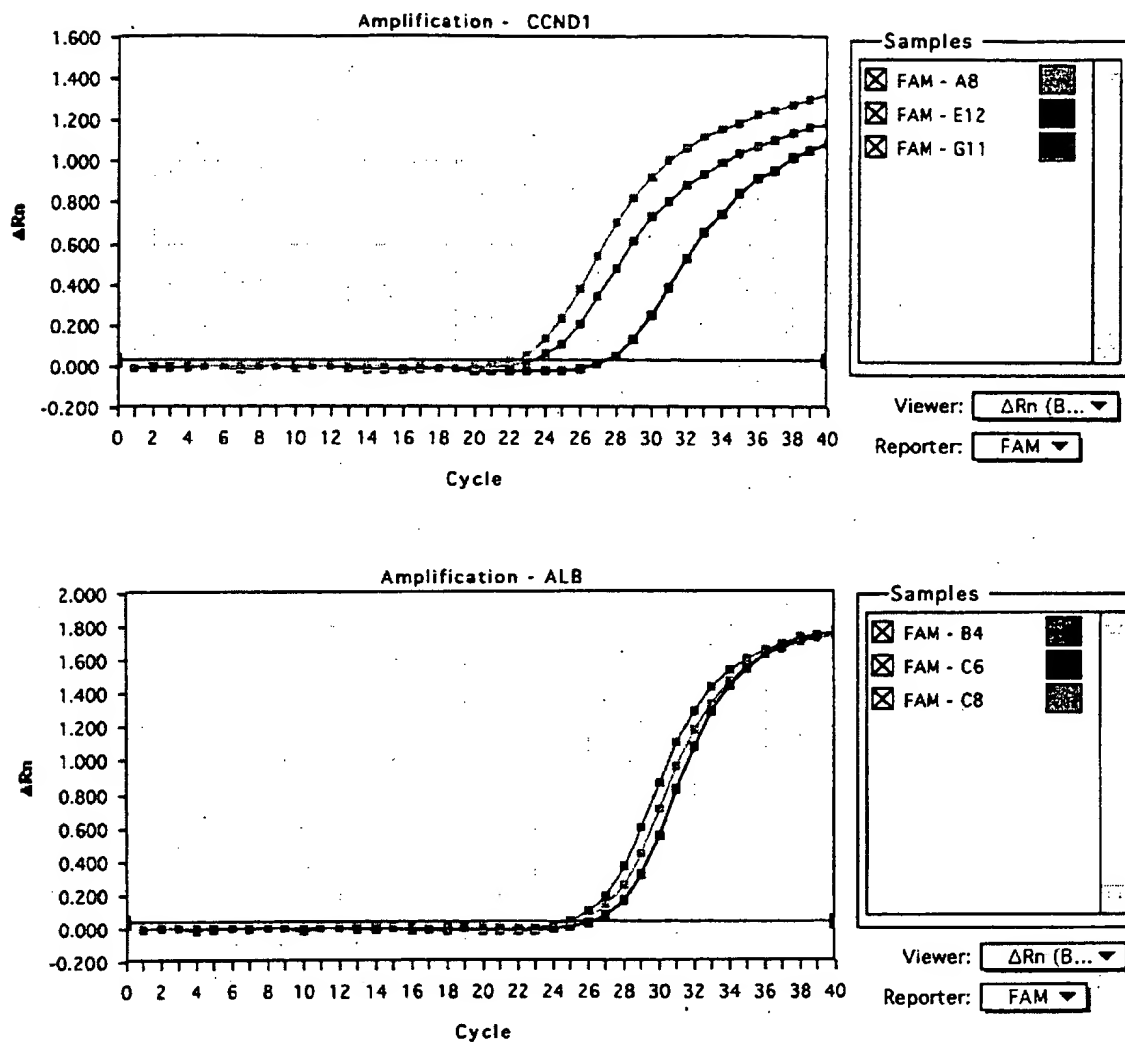 Amplification - CCND1
1.600
1.400
1.200
1.000
0.800
0.600
0.400
0.200
0.000
-0.200
ΔRn
0 2 4 6 8 10 12 14 16 18 20 22 24 26 28 30 32 34 36 38 40
Cycle
Samples
FAM - A8
FAM - E12
FAM - G11
Viewer: ΔRn (B...
Reporter: FAM
Amplification - ALB
2.000
1.800
1.600
1.400
1.200
1.000
0.800
0.600
0.400
0.200
0.000
-0.200
ΔRn
0 2 4 6 8 10 12 14 16 18 20 22 24 26 28 30 32 34 36 38 40
Cycle
Samples
FAM - B4
FAM - C6
FAM - C8
Viewer: ΔRn (B...
Reporter: FAM